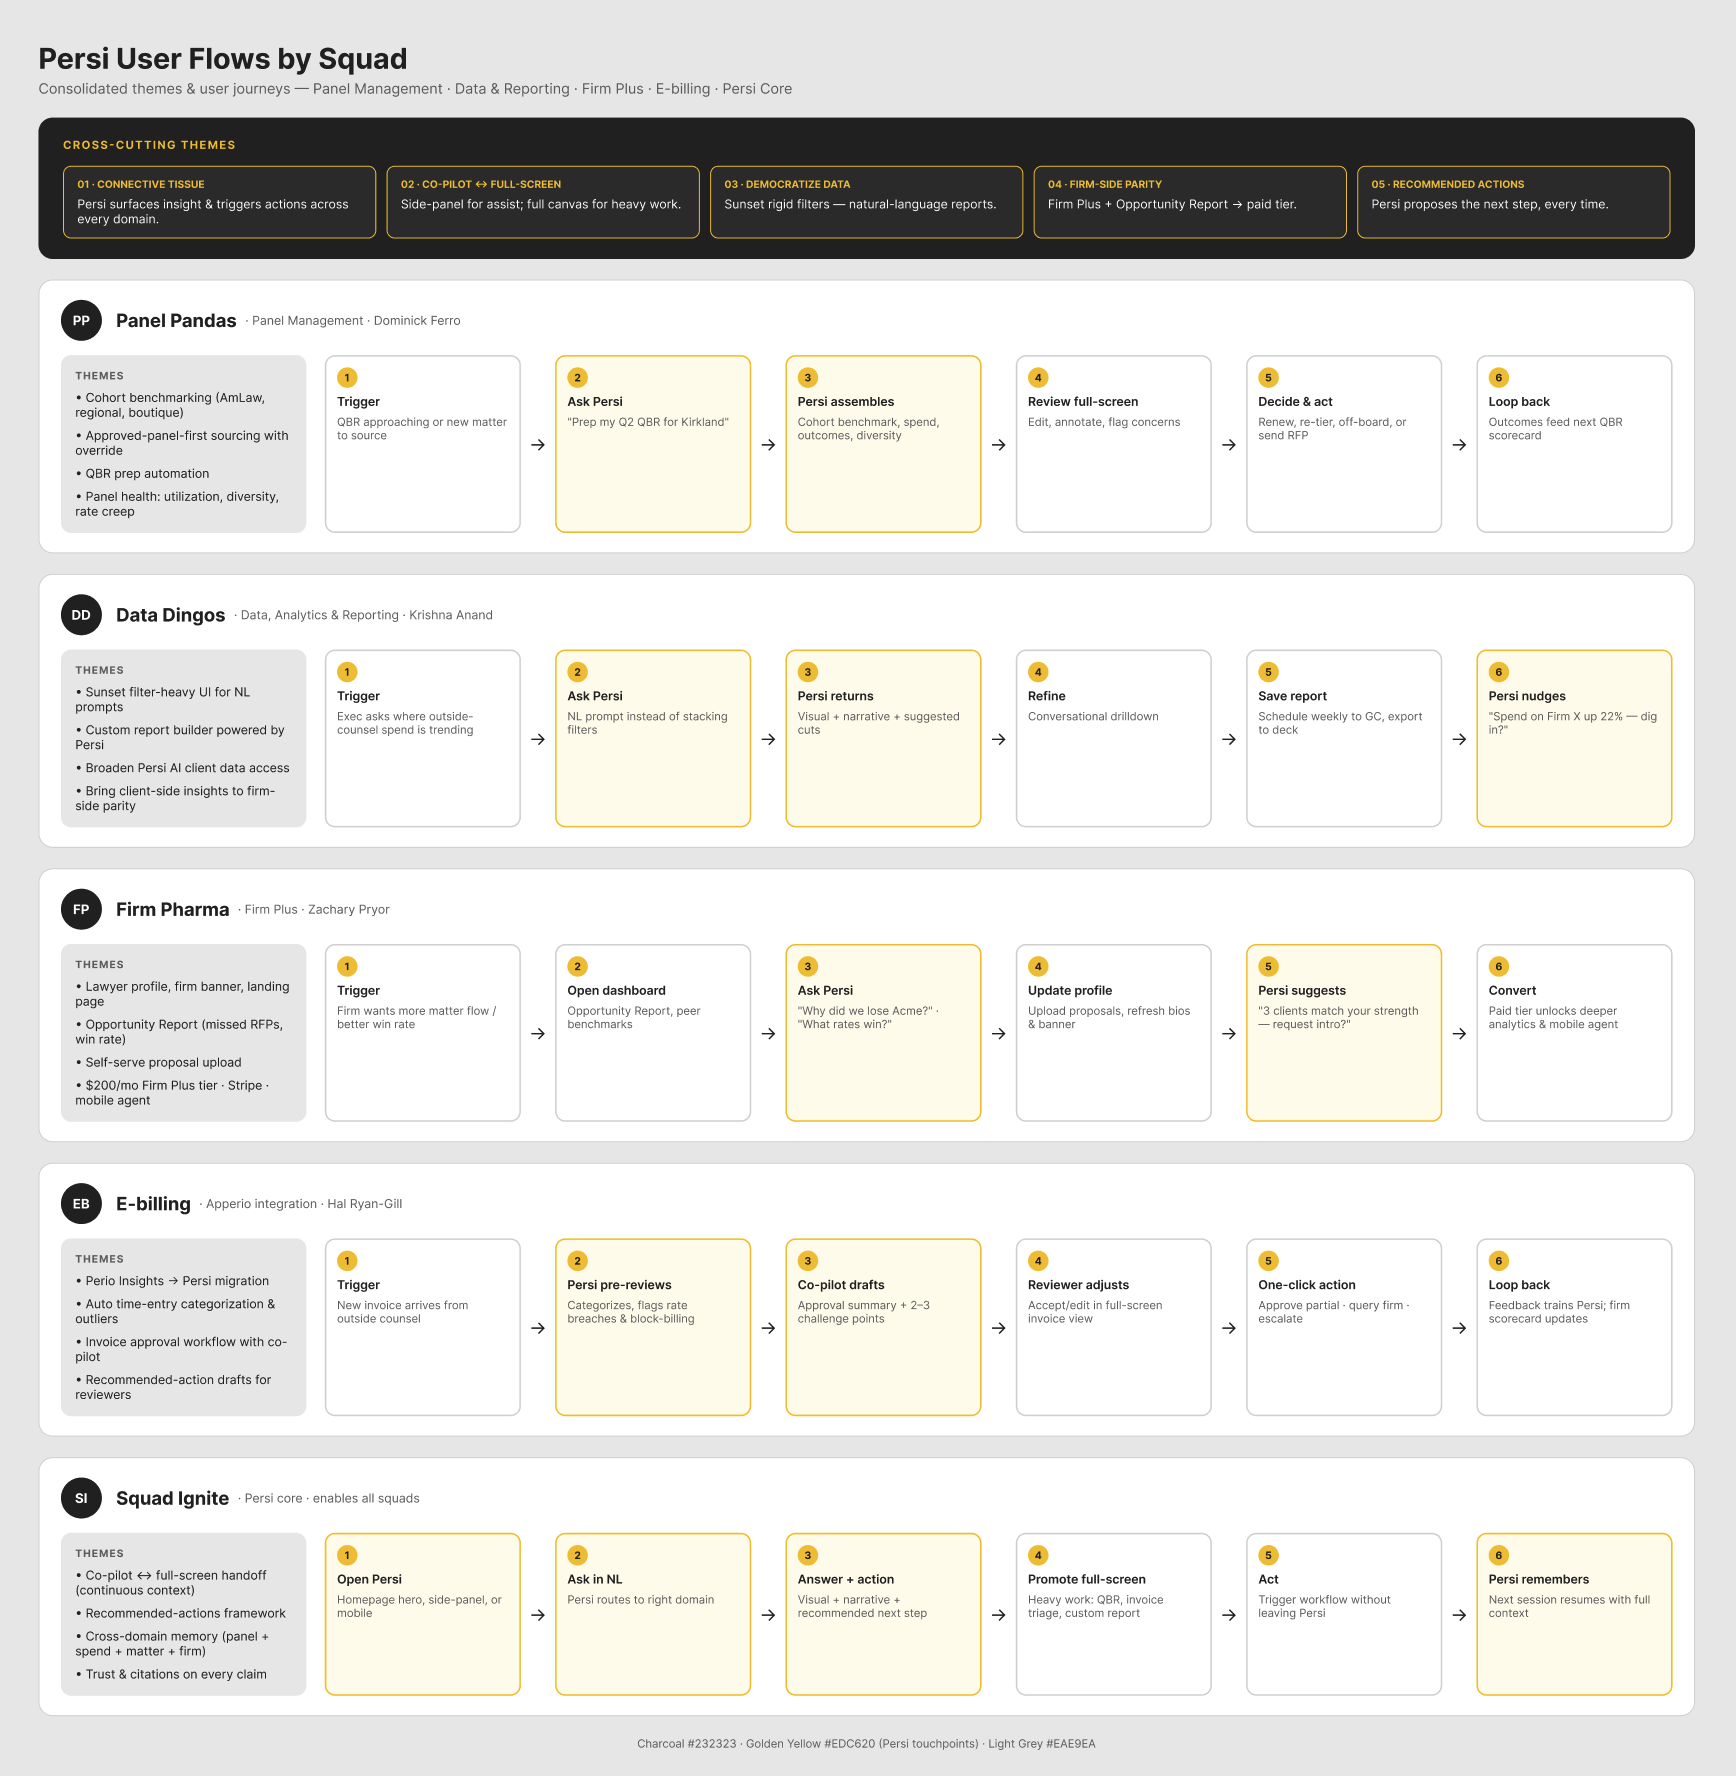 Persi User Flows by Squad
Consolidated themes & user journeys — Panel Management · Data & Reporting · Firm Plus · E-billing · Persi Core
CROSS-CUTTING THEMES
01 · CONNECTIVE TISSUE
Persi surfaces insight & triggers actions across
every domain.
02 · CO-PILOT ↔ FULL-SCREEN
Side-panel for assist; full canvas for heavy work.
03 · DEMOCRATIZE DATA
Sunset rigid filters — natural-language reports.
04 · FIRM-SIDE PARITY
Firm Plus + Opportunity Report → paid tier.
05 · RECOMMENDED ACTIONS
Persi proposes the next step, every time.
PP
Panel Pandas · Panel Management · Dominick Ferro
THEMES
• Cohort benchmarking (AmLaw,
regional, boutique)
• Approved-panel-first sourcing with
override
• QBR prep automation
• Panel health: utilization, diversity,
rate creep
1
Trigger
QBR approaching or new matter
to source
→
2
Ask Persi
"Prep my Q2 QBR for Kirkland"
→
3
Persi assembles
Cohort benchmark, spend,
outcomes, diversity
→
4
Review full-screen
Edit, annotate, flag concerns
→
5
Decide & act
Renew, re-tier, off-board, or
send RFP
→
6
Loop back
Outcomes feed next QBR
scorecard
DD
Data Dingos · Data, Analytics & Reporting · Krishna Anand
THEMES
• Sunset filter-heavy UI for NL
prompts
• Custom report builder powered by
Persi
• Broaden Persi AI client data access
• Bring client-side insights to firm-
side parity
1
Trigger
Exec asks where outside-
counsel spend is trending
→
2
Ask Persi
NL prompt instead of stacking
filters
→
3
Persi returns
Visual + narrative + suggested
cuts
→
4
Refine
Conversational drilldown
→
5
Save report
Schedule weekly to GC, export
to deck
→
6
Persi nudges
"Spend on Firm X up 22% — dig
in?"
FP
Firm Pharma · Firm Plus · Zachary Pryor
THEMES
• Lawyer profile, firm banner, landing
page
• Opportunity Report (missed RFPs,
win rate)
• Self-serve proposal upload
• $200/mo Firm Plus tier · Stripe ·
mobile agent
1
Trigger
Firm wants more matter flow /
better win rate
→
2
Open dashboard
Opportunity Report, peer
benchmarks
→
3
Ask Persi
"Why did we lose Acme?" ·
"What rates win?"
→
4
Update profile
Upload proposals, refresh bios
& banner
→
5
Persi suggests
"3 clients match your strength
— request intro?"
→
6
Convert
Paid tier unlocks deeper
analytics & mobile agent
EB
E-billing · Apperio integration · Hal Ryan-Gill
THEMES
• Perio Insights → Persi migration
• Auto time-entry categorization &
outliers
• Invoice approval workflow with co-
pilot
• Recommended-action drafts for
reviewers
1
Trigger
New invoice arrives from
outside counsel
→
2
Persi pre-reviews
Categorizes, flags rate
breaches & block-billing
→
3
Co-pilot drafts
Approval summary + 2–3
challenge points
→
4
Reviewer adjusts
Accept/edit in full-screen
invoice view
→
5
One-click action
Approve partial · query firm ·
escalate
→
6
Loop back
Feedback trains Persi; firm
scorecard updates
SI
Squad Ignite · Persi core · enables all squads
THEMES
• Co-pilot ↔ full-screen handoff
(continuous context)
• Recommended-actions framework
• Cross-domain memory (panel +
spend + matter + firm)
• Trust & citations on every claim
1
Open Persi
Homepage hero, side-panel, or
mobile
→
2
Ask in NL
Persi routes to right domain
→
3
Answer + action
Visual + narrative +
recommended next step
→
4
Promote full-screen
Heavy work: QBR, invoice
triage, custom report
→
5
Act
Trigger workflow without
leaving Persi
→
6
Persi remembers
Next session resumes with full
context
Charcoal #232323 · Golden Yellow #EDC620 (Persi touchpoints) · Light Grey #EAE9EA